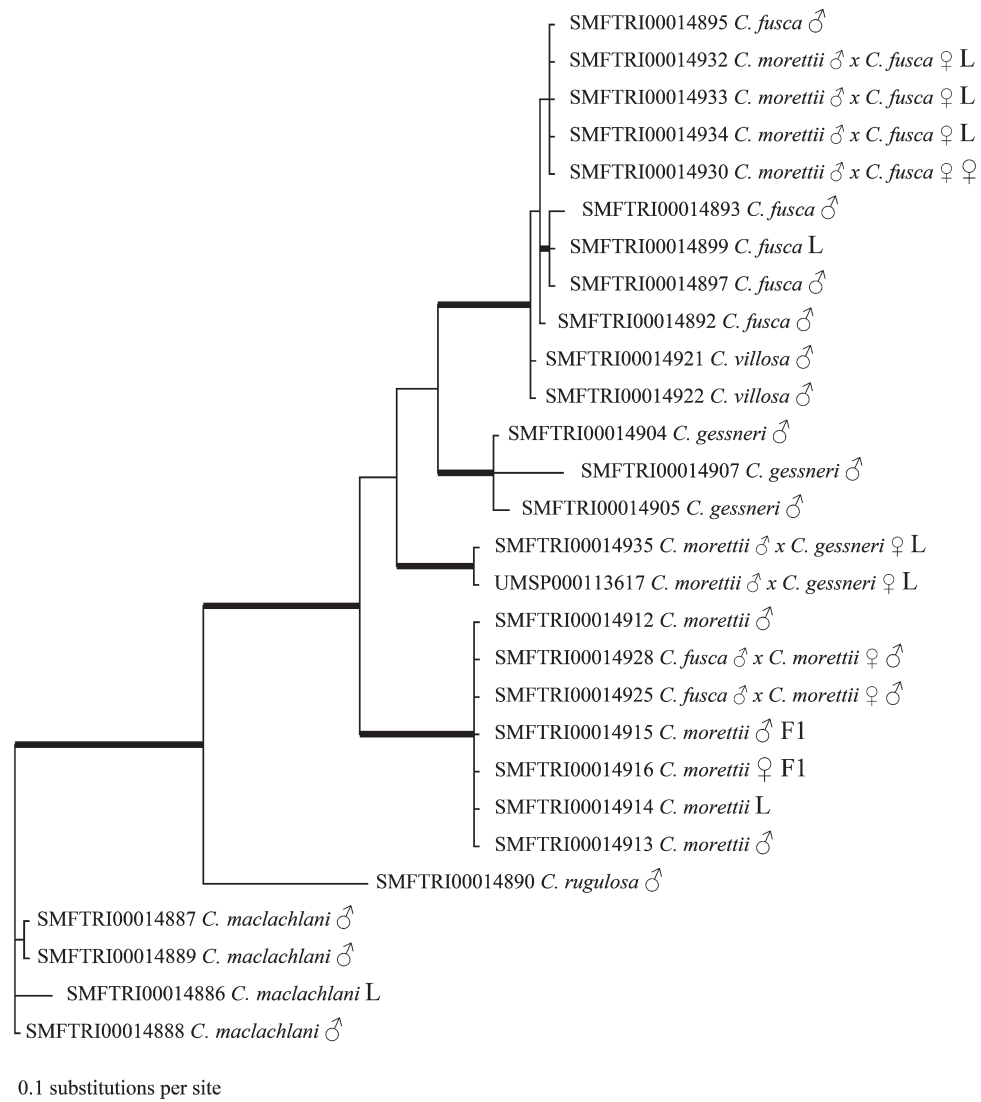 SMFTRI00014895 C. fusca ♂
SMFTRI00014932 C. morettii ♂ x C. fusca ♀ L
SMFTRI00014933 C. morettii ♂ x C. fusca ♀ L
SMFTRI00014934 C. morettii ♂ x C. fusca ♀ L
SMFTRI00014930 C. morettii ♂ x C. fusca ♀ ♀
SMFTRI00014893 C. fusca ♂
SMFTRI00014899 C. fusca L
SMFTRI00014897 C. fusca ♂
SMFTRI00014892 C. fusca ♂
SMFTRI00014921 C. villosa ♂
SMFTRI00014922 C. villosa ♂
SMFTRI00014904 C. gessneri ♂
SMFTRI00014907 C. gessneri ♂
SMFTRI00014905 C. gessneri ♂
SMFTRI00014935 C. morettii ♂ x C. gessneri ♀ L
UMSP000113617 C. morettii ♂ x C. gessneri ♀ L
SMFTRI00014912 C. morettii ♂
SMFTRI00014928 C. fusca ♂ x C. morettii ♀ ♂
SMFTRI00014925 C. fusca ♂ x C. morettii ♀ ♂
SMFTRI00014915 C. morettii ♂ F1
SMFTRI00014916 C. morettii ♀ F1
SMFTRI00014914 C. morettii L
SMFTRI00014913 C. morettii ♂
SMFTRI00014890 C. rugulosa ♂
SMFTRI00014887 C. maclachlani ♂
SMFTRI00014889 C. maclachlani ♂
SMFTRI00014886 C. maclachlani L
SMFTRI00014888 C. maclachlani ♂
0.1 substitutions per site